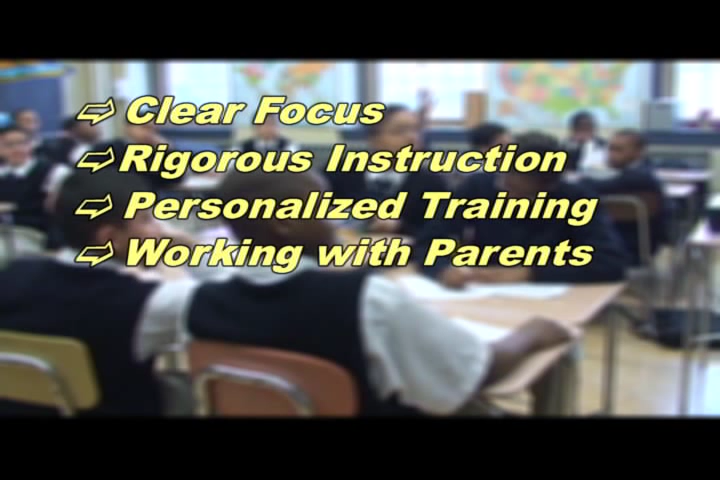 ➩ Clear Focus
➩ Rigorous Instruction
➩ Personalized Training
➩ Working with Parents